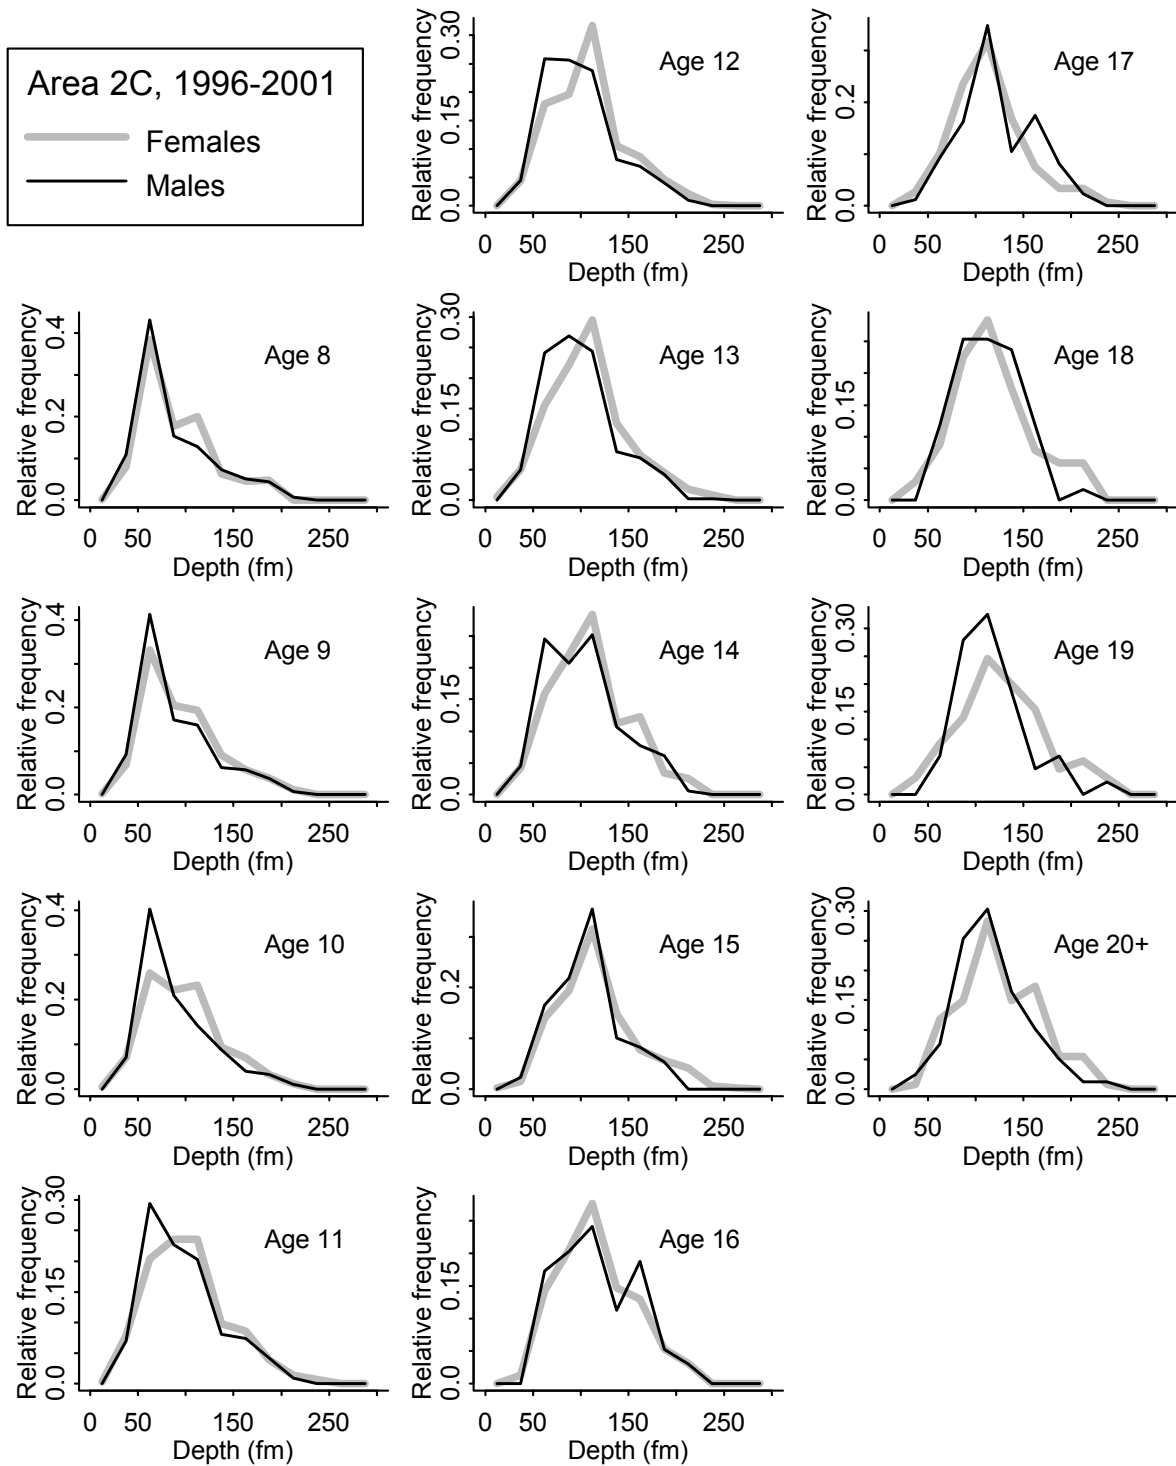 Area 2C, 1996-2001
Females
Males
Relative frequency
0.0 0.15 0.30
Age 12
0 50 150 250
Depth (fm)
Relative frequency
0.0 0.2
Age 17
0 50 150 250
Depth (fm)
Relative frequency
0.0 0.2 0.4
Age 8
0 50 150 250
Depth (fm)
Relative frequency
0.0 0.15 0.30
Age 13
0 50 150 250
Depth (fm)
Relative frequency
0.0 0.15
Age 18
0 50 150 250
Depth (fm)
Relative frequency
0.0 0.2 0.4
Age 9
0 50 150 250
Depth (fm)
Relative frequency
0.0 0.15
Age 14
0 50 150 250
Depth (fm)
Relative frequency
0.0 0.15 0.30
Age 19
0 50 150 250
Depth (fm)
Relative frequency
0.0 0.2 0.4
Age 10
0 50 150 250
Depth (fm)
Relative frequency
0.0 0.2
Age 15
0 50 150 250
Depth (fm)
Relative frequency
0.0 0.15 0.30
Age 20+
0 50 150 250
Depth (fm)
Relative frequency
0.0 0.15 0.30
Age 11
0 50 150 250
Depth (fm)
Relative frequency
0.0 0.15
Age 16
0 50 150 250
Depth (fm)